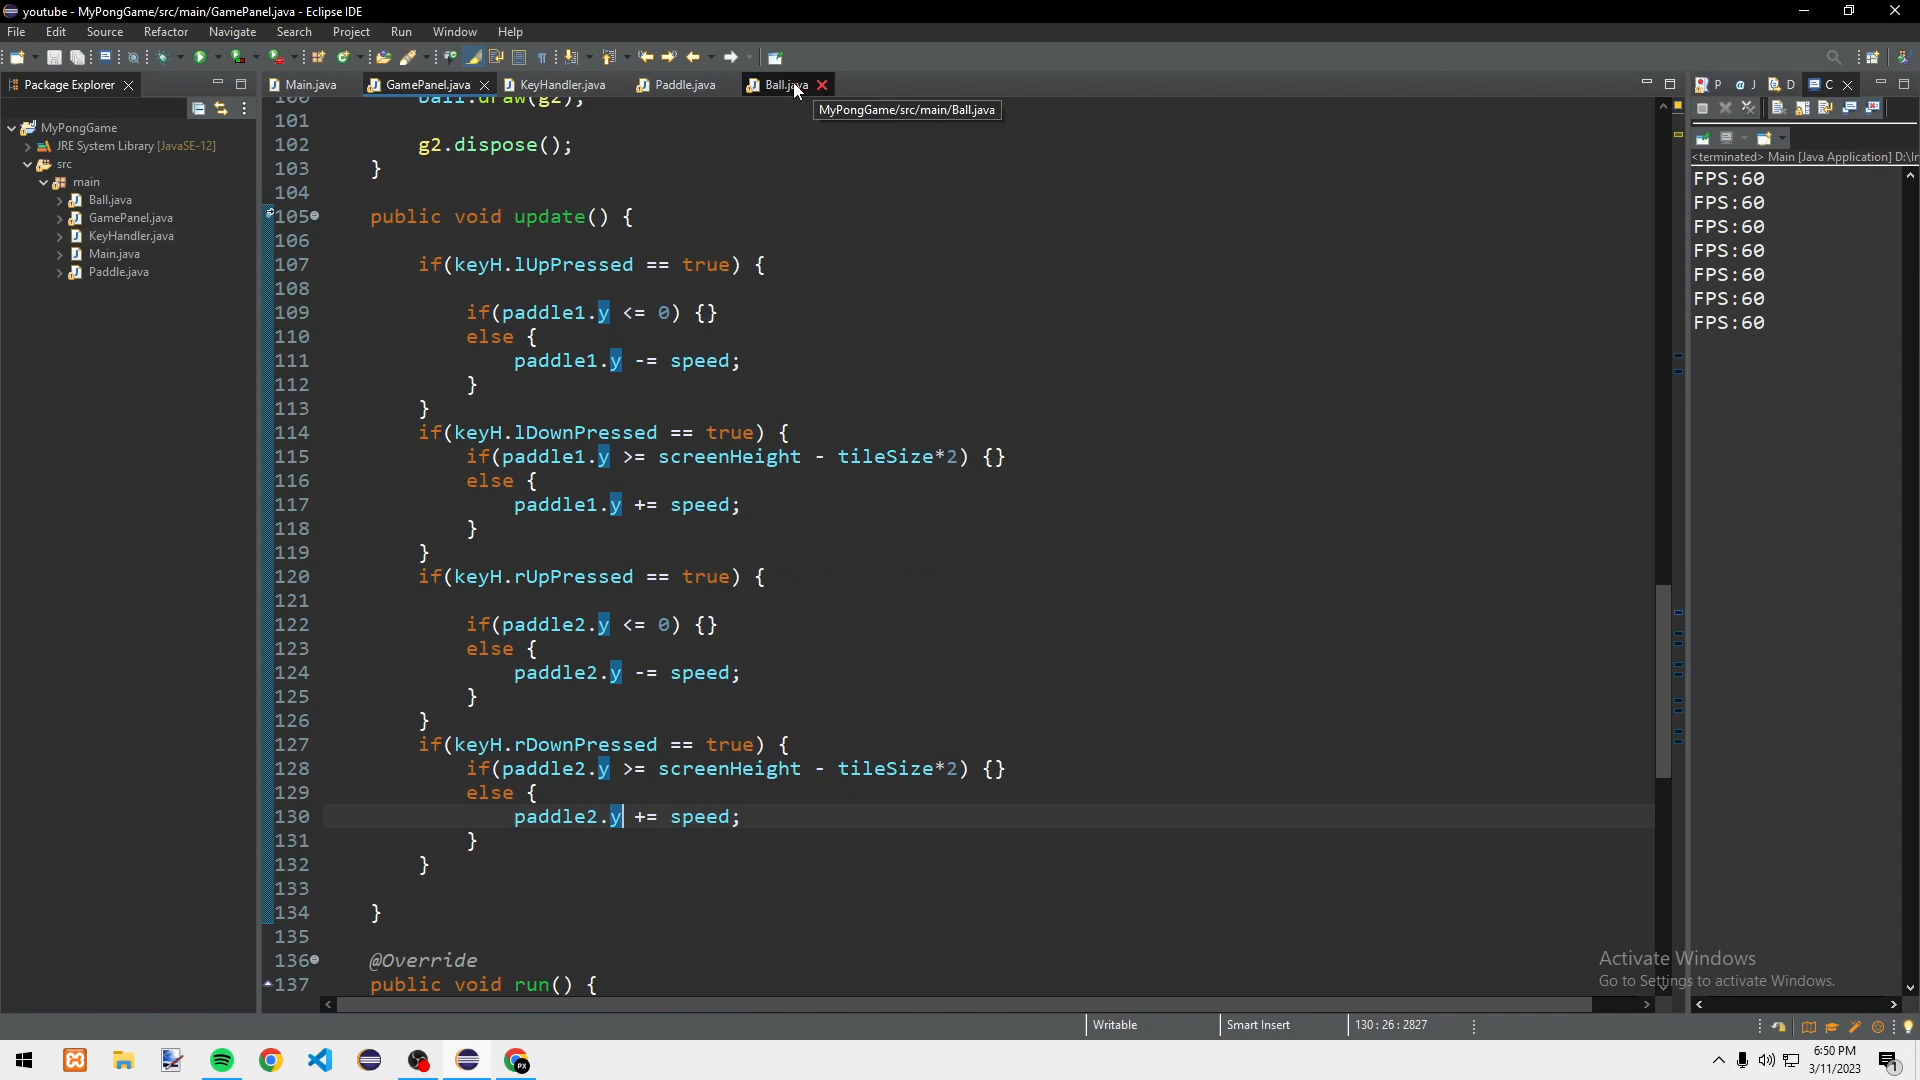 youtube - MyPongGame/src/main/GamePanel.java - Eclipse IDE
File Edit Source Refactor Navigate Search Project Run Window Help
Package Explorer
Main.java GamePanel.java KeyHandler.java Paddle.java Ball.java
P J D C
MyPongGame/src/main/Ball.java
MyPongGame
JRE System Library [JavaSE-12]
src
main
Ball.java
GamePanel.java
KeyHandler.java
Main.java
Paddle.java
100 ball.draw(g2);
101
102 g2.dispose();
103 }
104
105 public void update() {
106
107 if(keyH.lUpPressed == true) {
108
109 if(paddle1.y <= 0) {}
110 else {
111 paddle1.y -= speed;
112 }
113 }
114 if(keyH.lDownPressed == true) {
115 if(paddle1.y >= screenHeight - tileSize*2) {}
116 else {
117 paddle1.y += speed;
118 }
119 }
120 if(keyH.rUpPressed == true) {
121
122 if(paddle2.y <= 0) {}
123 else {
124 paddle2.y -= speed;
125 }
126 }
127 if(keyH.rDownPressed == true) {
128 if(paddle2.y >= screenHeight - tileSize*2) {}
129 else {
130 paddle2.y += speed;
131 }
132 }
133
134 }
135
136 @Override
137 public void run() {
<terminated> Main [Java Application] D:\In
FPS:60
FPS:60
FPS:60
FPS:60
FPS:60
FPS:60
FPS:60
Activate Windows
Go to Settings to activate Windows.
Writable Smart Insert 130 : 26 : 2827
PX
6:50 PM
3/11/2023
1